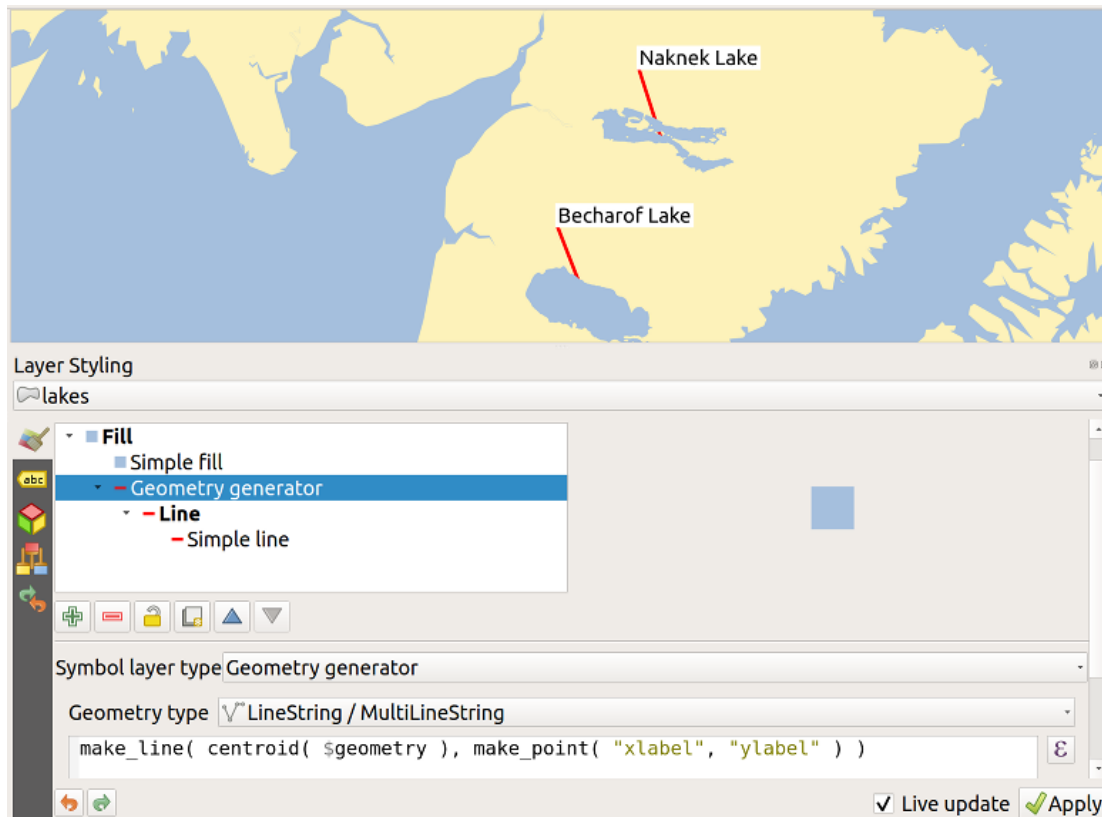 Naknek Lake
Becharof Lake
Layer Styling
lakes
abc
Fill
Simple fill
Geometry generator
Line
Simple line
Symbol layer type Geometry generator
Geometry type LineString / MultiLineString
make_line( centroid( $geometry ), make_point( "xlabel", "ylabel" ) )
ε
Live update Apply